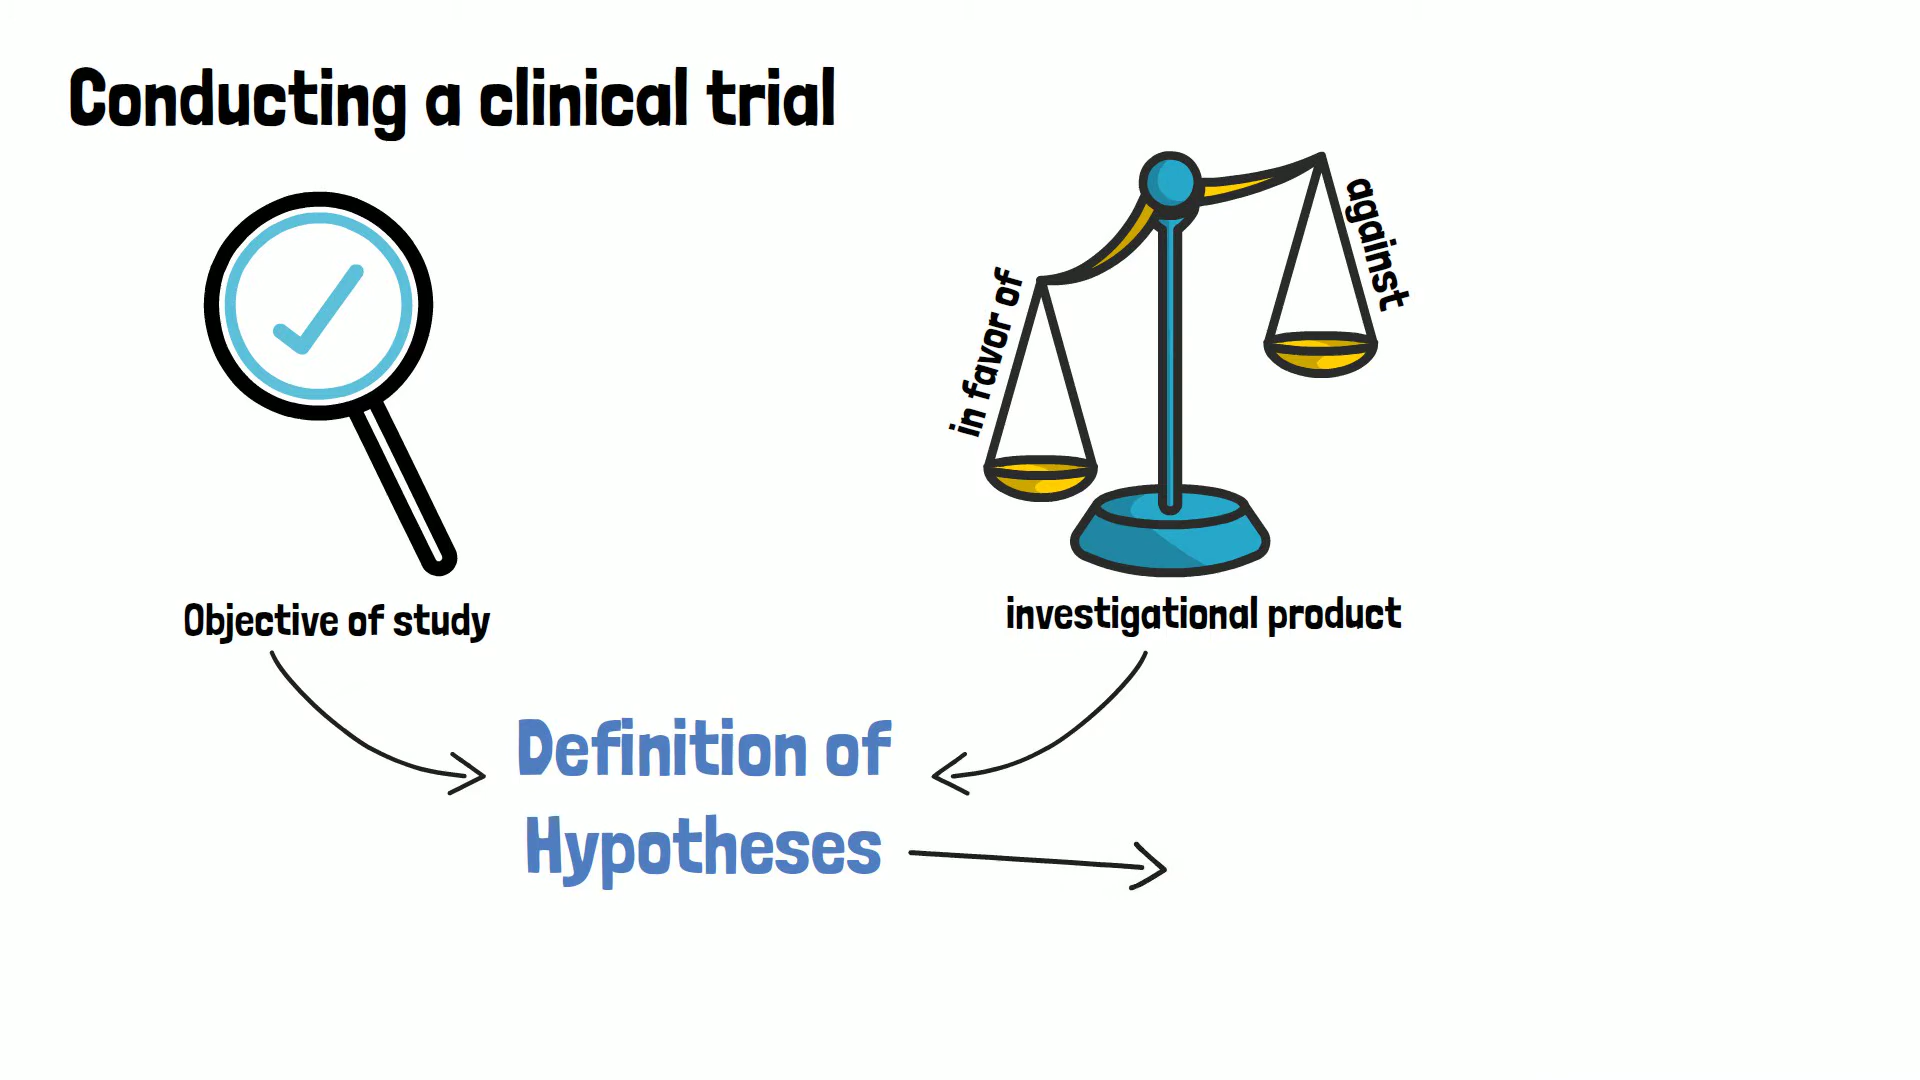 Conducting a clinical trial
in favor of
against
Objective of study
investigational product
Definition of
Hypotheses